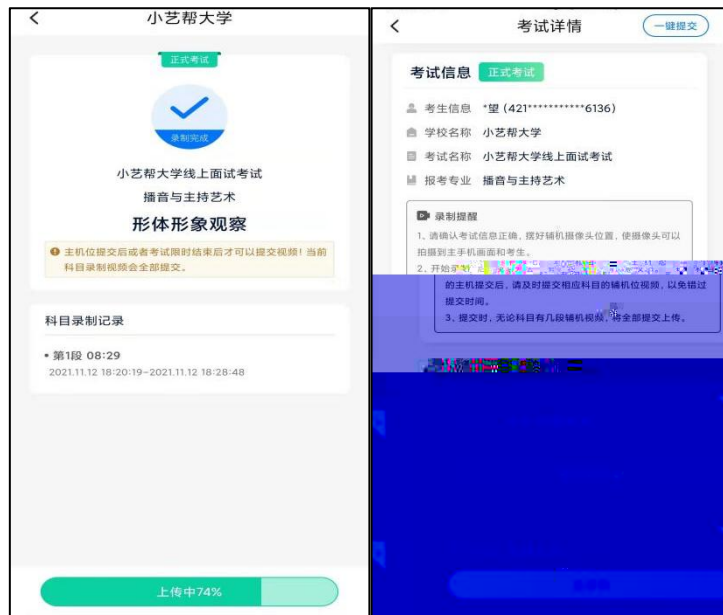 小艺帮大学
正式考试
录制完成
小艺帮大学线上面试考试
播音与主持艺术
形体形象观察
主机位提交后或者考试限时结束后才可以提交视频！当前
科目录制视频会全部提交。
科目录制记录
• 第1段 08:29
2021.11.12 18:20:19-2021.11.12 18:28:48
上传中74%
考试详情
一键提交
考试信息 正式考试
考生信息 *望 (421***********6136)
学校名称 小艺帮大学
考试名称 小艺帮大学线上面试考试
报考专业 播音与主持艺术
录制提醒
1、请确认考试信息正确，摆好辅机摄像头位置，使摄像头可以
拍摄到主手机画面和考生。
2、开始录制
的主机提交后，请及时提交相应科目的辅机位视频，以免错过
提交时间。
3、提交时，无论科目有几段辅机视频，将全部提交上传。